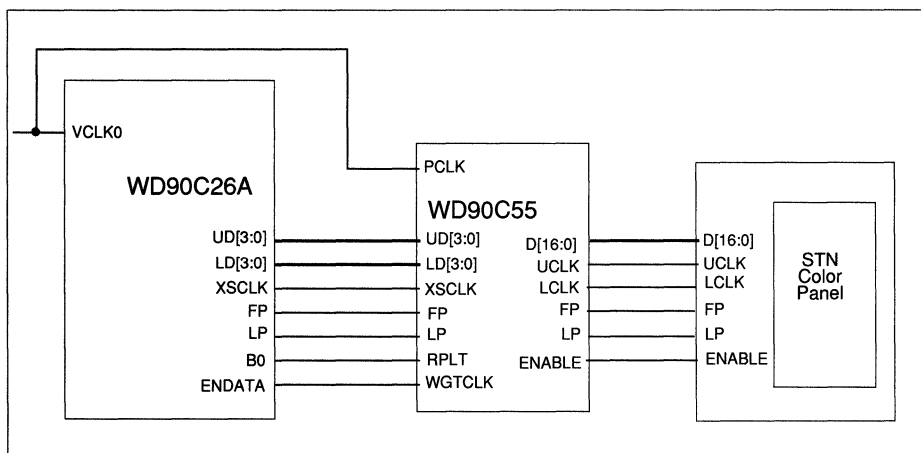 VCLK0
WD90C26A
UD[3:0]
LD[3:0]
XSCLK
FP
LP
B0
ENDATA
PCLK
WD90C55
UD[3:0]
LD[3:0]
XSCLK
FP
LP
RPLT
WGTCLK
D[16:0]
UCLK
LCLK
FP
LP
ENABLE
D[16:0]
UCLK
LCLK
FP
LP
ENABLE
STN
Color
Panel